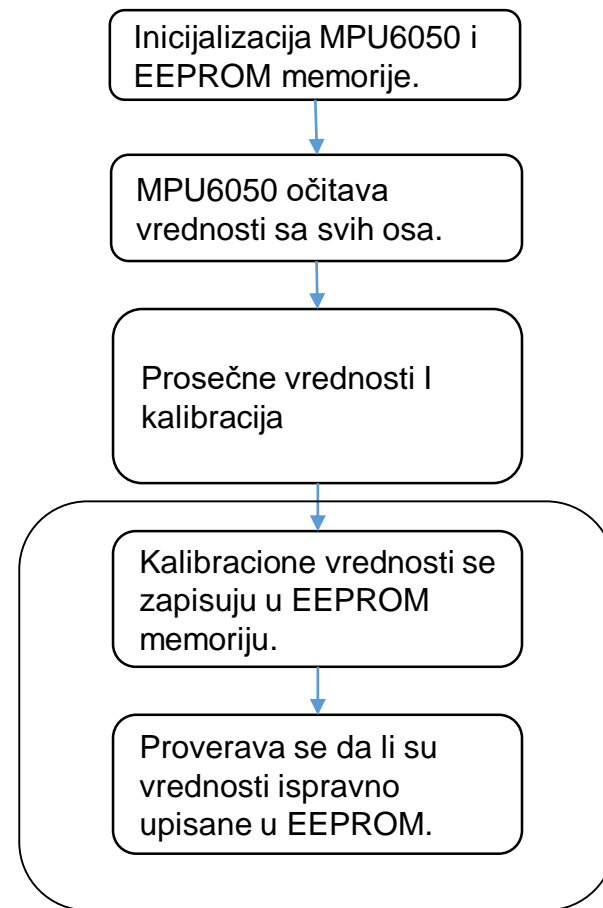 Inicijalizacija MPU6050 i
EEPROM memorije.
MPU6050 očitava
vrednosti sa svih osa.
Prosečne vrednosti I
kalibracija
Kalibracione vrednosti se
zapisuju u EEPROM
memoriju.
Proverava se da li su
vrednosti ispravno
upisane u EEPROM.